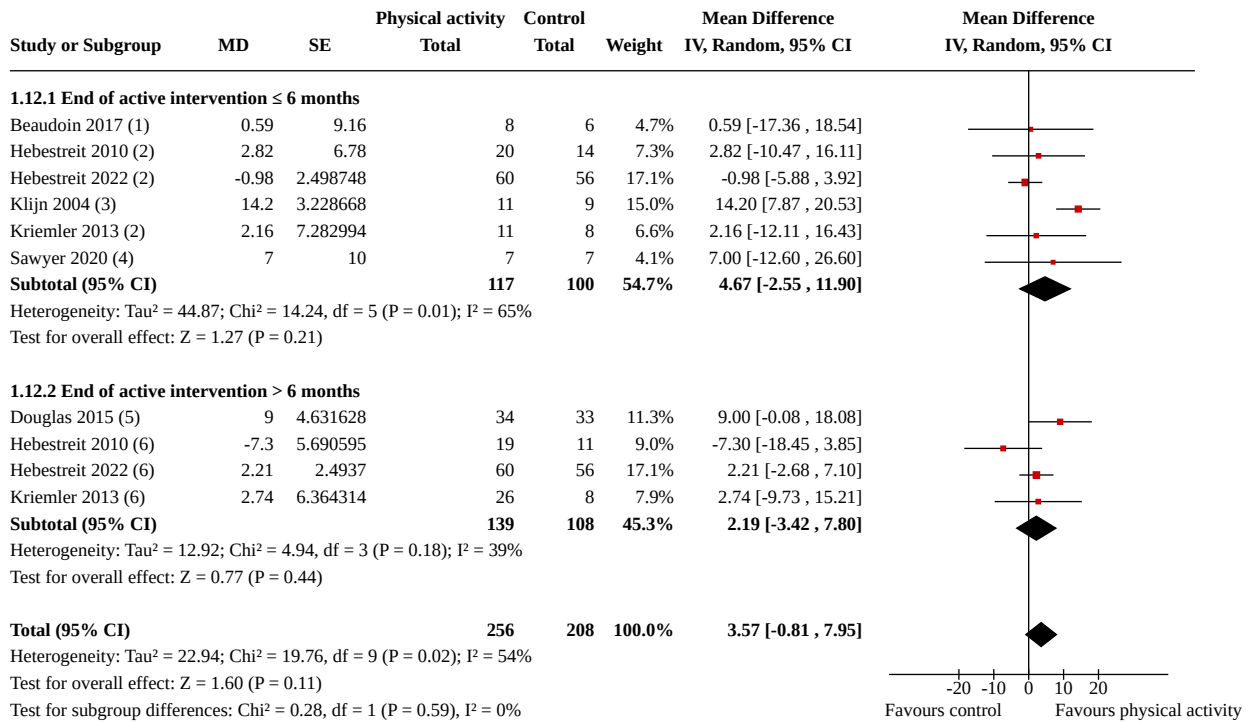 Physical activity Control Mean Difference Mean Difference
Study or Subgroup MD SE Total Total Weight IV, Random, 95% CI IV, Random, 95% CI
1.12.1 End of active intervention ≤ 6 months
Beaudoin 2017 (1) 0.59 9.16 8 6 4.7% 0.59 [-17.36 , 18.54]
Hebestreit 2010 (2) 2.82 6.78 20 14 7.3% 2.82 [-10.47 , 16.11]
Hebestreit 2022 (2) -0.98 2.498748 60 56 17.1% -0.98 [-5.88 , 3.92]
Klijn 2004 (3) 14.2 3.228668 11 9 15.0% 14.20 [7.87 , 20.53]
Kriemler 2013 (2) 2.16 7.282994 11 8 6.6% 2.16 [-12.11 , 16.43]
Sawyer 2020 (4) 7 10 7 7 4.1% 7.00 [-12.60 , 26.60]
Subtotal (95% CI) 117 100 54.7% 4.67 [-2.55 , 11.90]
Heterogeneity: Tau² = 44.87; Chi² = 14.24, df = 5 (P = 0.01); I² = 65%
Test for overall effect: Z = 1.27 (P = 0.21)
1.12.2 End of active intervention > 6 months
Douglas 2015 (5) 9 4.631628 34 33 11.3% 9.00 [-0.08 , 18.08]
Hebestreit 2010 (6) -7.3 5.690595 19 11 9.0% -7.30 [-18.45 , 3.85]
Hebestreit 2022 (6) 2.21 2.4937 60 56 17.1% 2.21 [-2.68 , 7.10]
Kriemler 2013 (6) 2.74 6.364314 26 8 7.9% 2.74 [-9.73 , 15.21]
Subtotal (95% CI) 139 108 45.3% 2.19 [-3.42 , 7.80]
Heterogeneity: Tau² = 12.92; Chi² = 4.94, df = 3 (P = 0.18); I² = 39%
Test for overall effect: Z = 0.77 (P = 0.44)
Total (95% CI) 256 208 100.0% 3.57 [-0.81 , 7.95]
Heterogeneity: Tau² = 22.94; Chi² = 19.76, df = 9 (P = 0.02); I² = 54%
Test for overall effect: Z = 1.60 (P = 0.11) -20 -10 0 10 20
Test for subgroup differences: Chi² = 0.28, df = 1 (P = 0.59), I² = 0% Favours control Favours physical activity